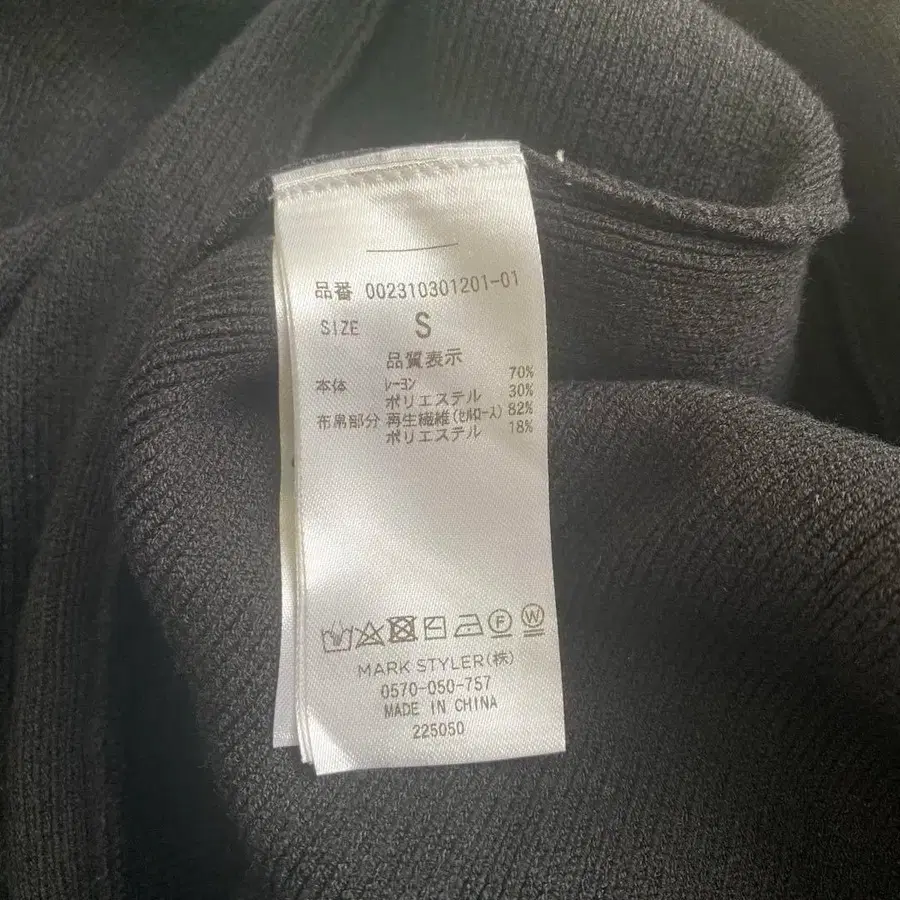 品番 002310301201-01
SIZE S
品質表示
本体 レーヨン 70%
ポリエステル 30%
布帛部分 再生繊維(セルロース) 82%
ポリエステル 18%
F W
MARK STYLER(株)
0570-050-757
MADE IN CHINA
225050